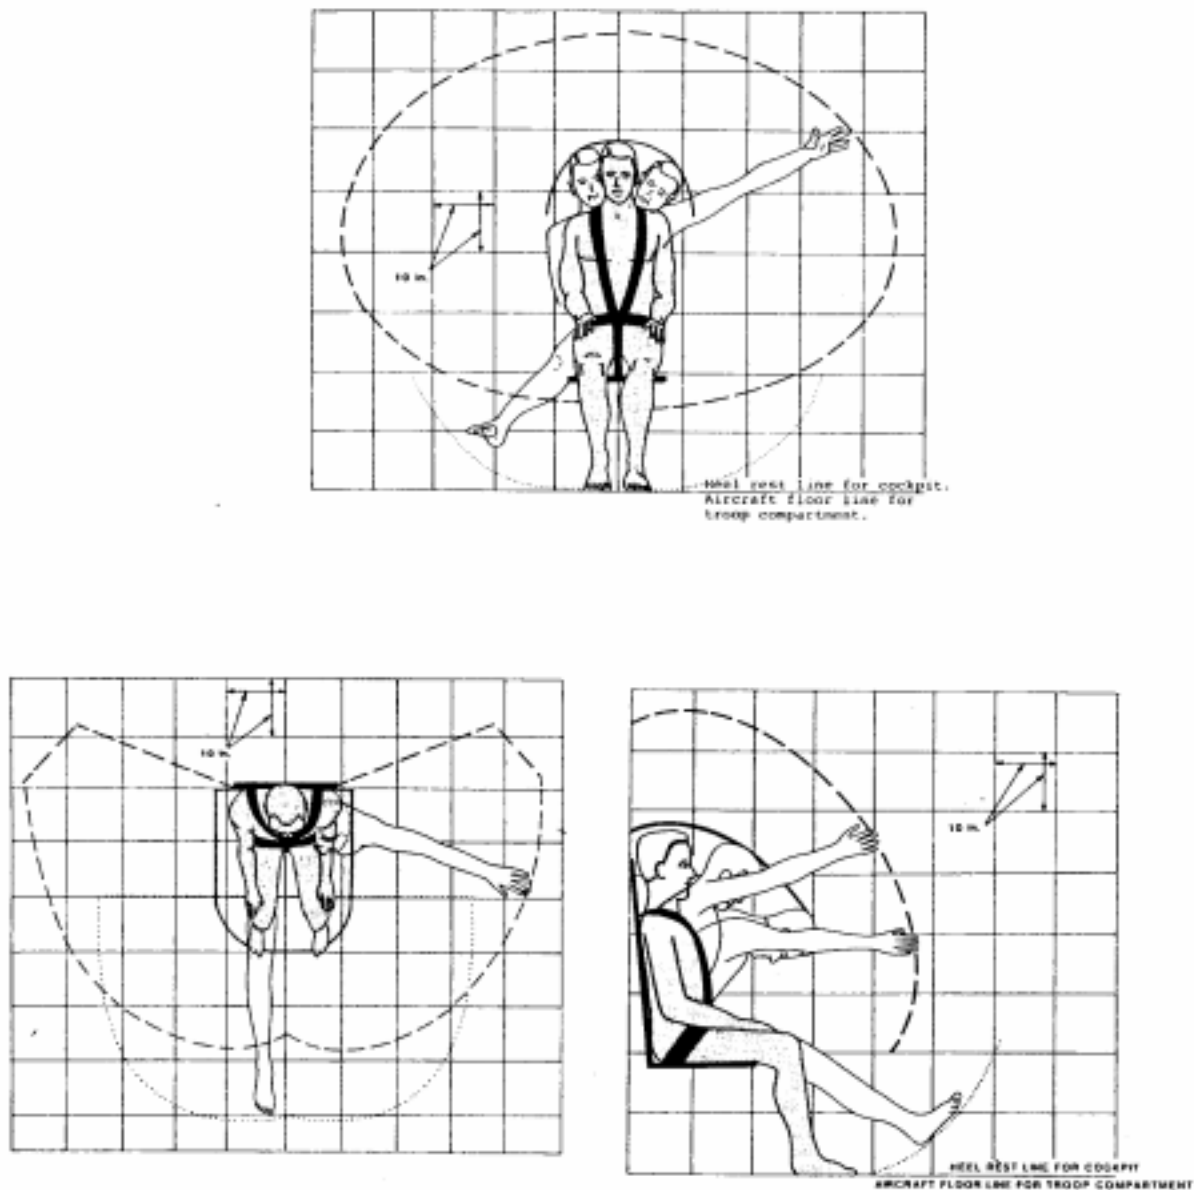 10 in.
Heel rest line for cockpit.
Aircraft floor line for
troop compartment.
10 in.
10 in.
HEEL REST LINE FOR COCKPIT
AIRCRAFT FLOOR LINE FOR TROOP COMPARTMENT